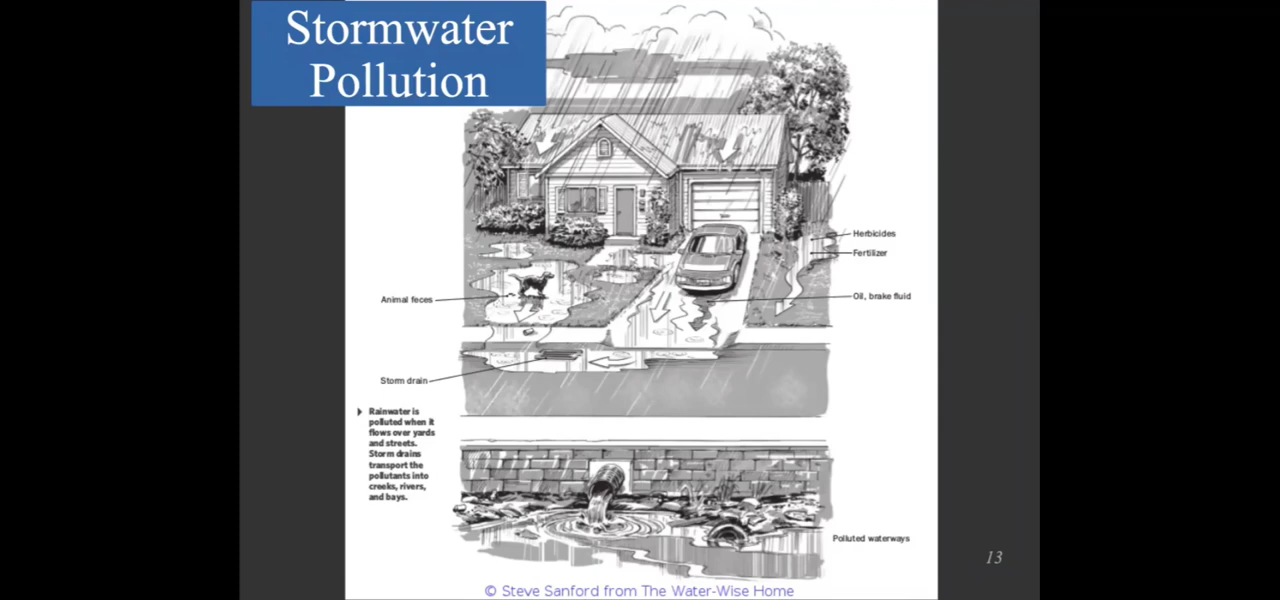 Stormwater
Pollution
Herbicides
Fertilizer
Animal feces
Oil, brake fluid
Storm drain
Rainwater is
polluted when it
flows over yards
and streets.
Storm drains
transport the
pollutants into
creeks, rivers,
and bays.
Polluted waterways
13
© Steve Sanford from The Water-Wise Home